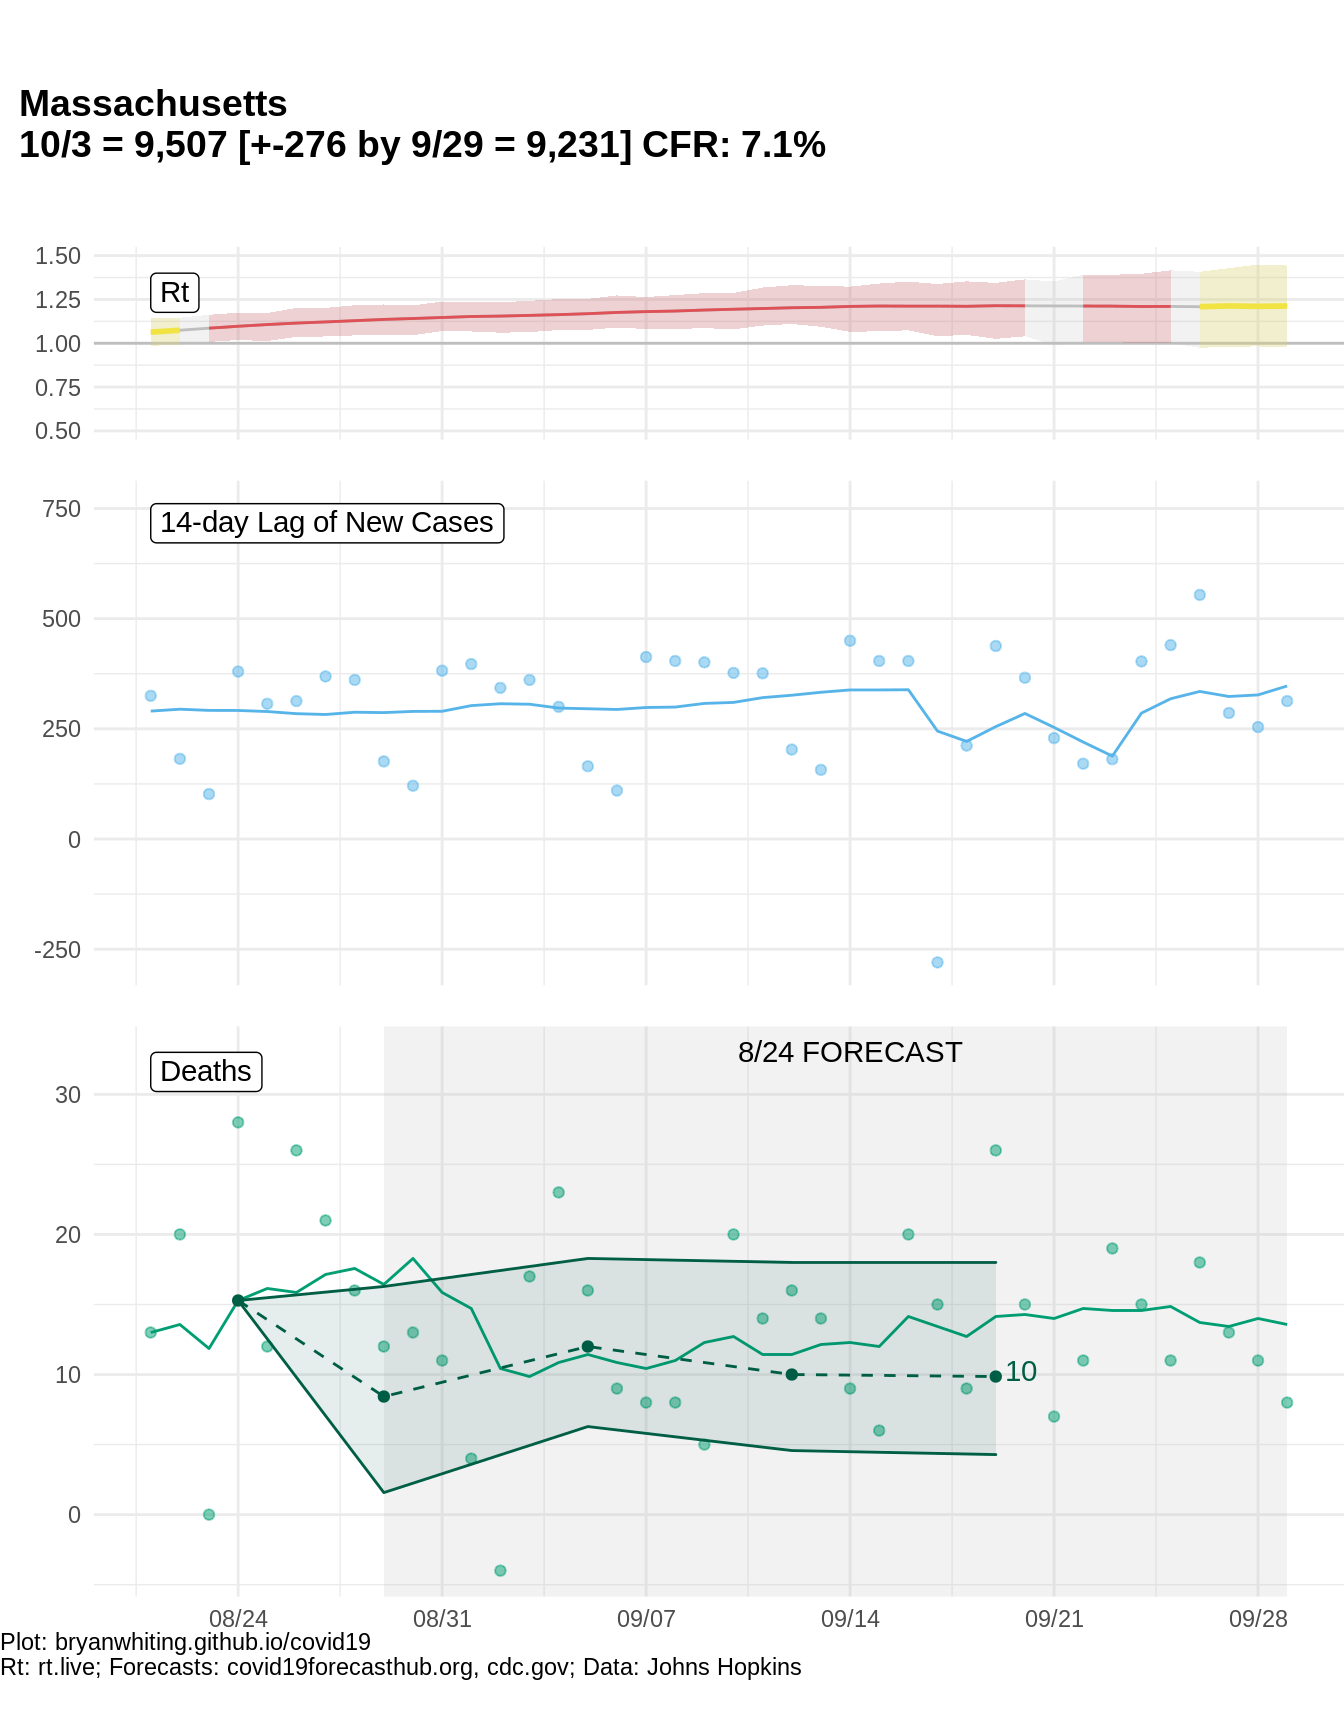 Massachusetts
10/3 = 9,507 [+-276 by 9/29 = 9,231] CFR: 7.1%
1.50
1.25
1.00
0.75
0.50
Rt
750
500
250
0
-250
14-day Lag of New Cases
8/24 FORECAST
Deaths
30
20
10
0
10
08/24
08/31
09/07
09/14
09/21
09/28
Plot: bryanwhiting.github.io/covid19
Rt: rt.live; Forecasts: covid19forecasthub.org, cdc.gov; Data: Johns Hopkins